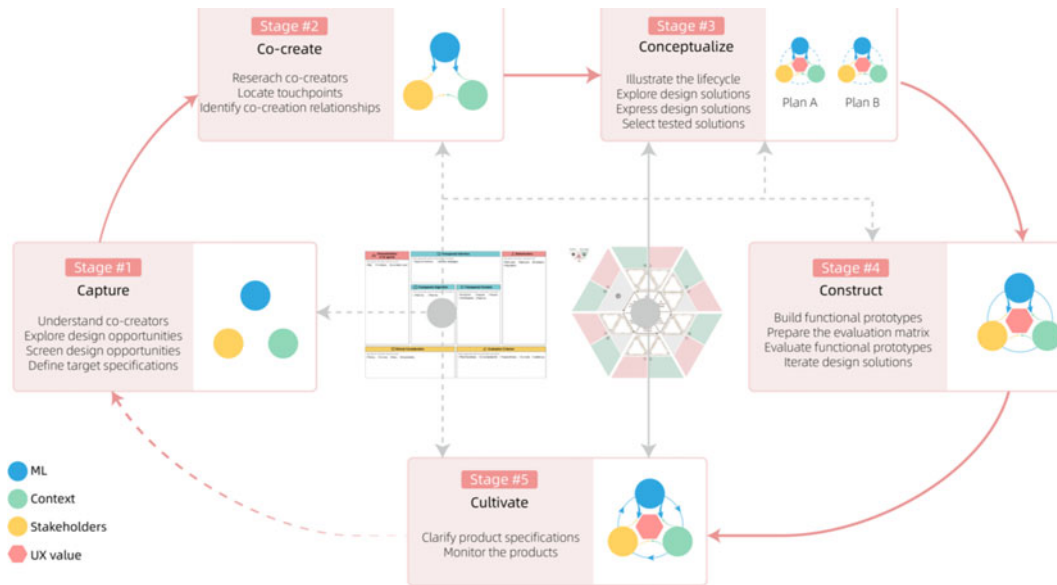 Stage #2
Co-create
Reserach co-creators
Locate touchpoints
Identify co-creation relationships
Stage #3
Conceptualize
Illustrate the lifecycle
Explore design solutions
Express design solutions
Select tested solutions
Plan A
Plan B
Stage #1
Capture
Understand co-creators
Explore design opportunities
Screen design opportunities
Define target specifications
Stage #4
Construct
Build functional prototypes
Prepare the evaluation matrix
Evaluate functional prototypes
Iterate design solutions
Stage #5
Cultivate
Clarify product specifications
Monitor the products
ML
Context
Stakeholders
UX value